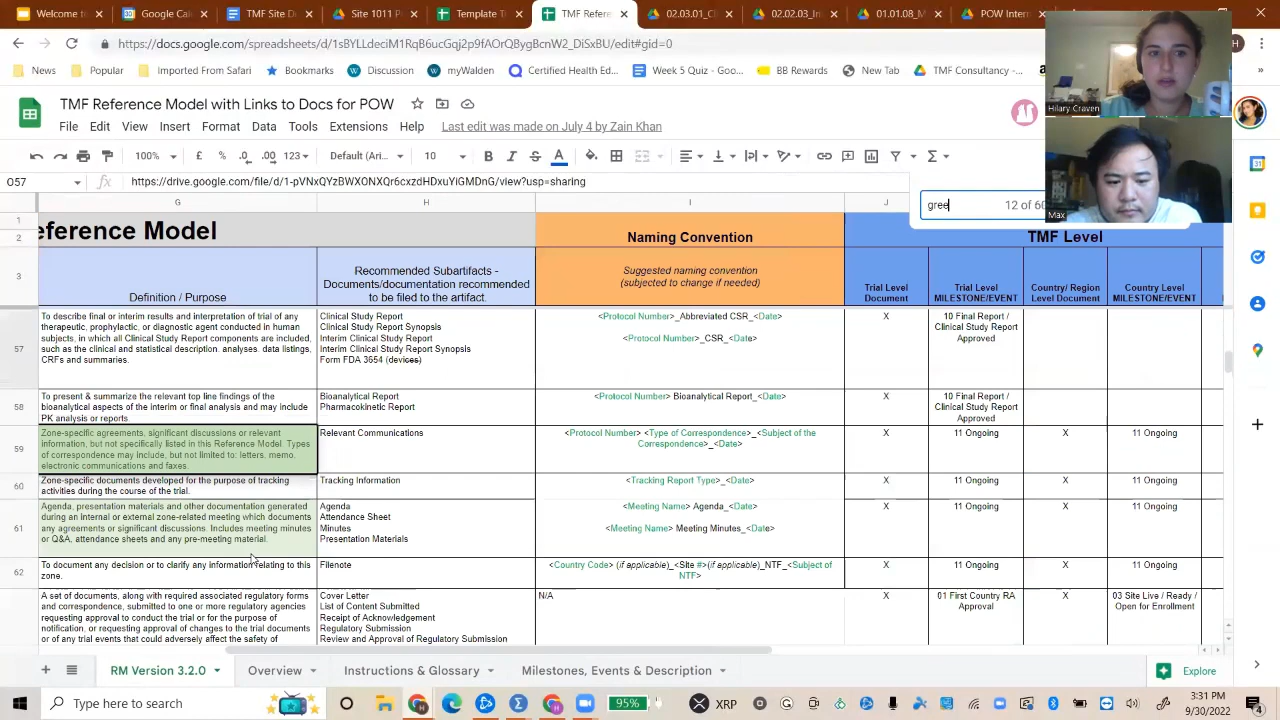 TMF Site
Site 1011 P
Template T
TMF Refere
02.03.01_C
02.02.03_In
01.01.08_M
POW Inter
docs.google.com/spreadsheets/d/1sBYLLdeciM1RqB6ucGqj2p9fAOrQygBcnW2_DiSxBU/edit#gid=0
News
Popular
Imported From Safari
Bookmarks
Discussions
myWalden
Certified Health Ed...
Week 5 Quiz - Goo...
BB Rewards
New Tab
TMF Consultancy -...
TMF Reference Model with Links to Docs for POW
File Edit View Insert Format Data Tools Extensions Help Last edit was made on July 4 by Zain Khan
100% £ % .0 .00 123 Default (Ari... 10 B I S A
O57 fx https://drive.google.com/file/d/1-pVNxQYzBWXONXQr6cxzdHDxuYiGMDnG/view?usp=sharing
gree 12 of 60
Hilary Craven
Max
G H I J
1
2
3
eference Model
Naming Convention
TMF Level
Definition / Purpose
Recommended Subartifacts -
Documents/documentation recommended
to be filed to the artifact.
Suggested naming convention
(subjected to change if needed)
Trial Level
Document
Trial Level
MILESTONE/EVENT
Country/ Region
Level Document
Country Level
MILESTONE/EVENT
57
To describe final or interim results and interpretation of trial of
therapeutic, prophylactic, or diagnostic agent conducted in human
subjects, in which all Clinical Study Report components are included,
such as the clinical and statistical description. analyses. data listings,
CRFs and summaries.
Clinical Study Report
Clinical Study Report Synopsis
Interim Clinical Study Report
Interim Clinical Study Report Synopsis
Form FDA 3654 (devices)
<Protocol Number>_Abbreviated CSR_<Date>
<Protocol Number>_CSR_<Date>
X
10 Final Report /
Clinical Study Report
Approved
58
To present & summarize the relevant top line findings of the
bioanalytical aspects of the interim or final analysis and may include
PK analysis or reports.
Bioanalytical Report
Pharmacokinetic Report
<Protocol Number> Bioanalytical Report_<Date>
X
10 Final Report /
Clinical Study Report
Approved
59
Zone-specific agreements, significant discussions or relevant
information, but not specifically listed in this Reference Model. Types
of correspondence may include, but not limited to: letters, memo,
electronic communications and faxes.
Relevant Communications
<Protocol Number> <Type of Correspondence>_<Subject of the
Correspondence>_<Date>
X
11 Ongoing
X
11 Ongoing
60
Zone-specific documents developed for the purpose of tracking
activities during the course of the trial.
Tracking Information
<Tracking Report Type>_<Date>
X
11 Ongoing
X
11 Ongoing
61
Agenda, presentation materials and other documentation generated
during an internal or external zone-related meeting which documents
any agreements or significant discussions. Includes meeting minutes
or Q&A, attendance sheets and any pre-meeting material.
Agenda
Attendance Sheet
Minutes
Presentation Materials
<Meeting Name> Agenda_<Date>
<Meeting Name> Meeting Minutes_<Date>
X
11 Ongoing
X
11 Ongoing
62
To document any decision or to clarify any information relating to this
zone.
Filenote
<Country Code> (if applicable)_<Site #>(if applicable)_NTF_<Subject of
NTF>
X
11 Ongoing
X
11 Ongoing
A set of documents, along with required associated regulatory forms
and correspondence, submitted to one or more regulatory agencies
requesting approval to conduct the trial or for the purpose of
notification, or requesting approval of changes to the trial documents
or of any trial events that could adversely affect the safety of
Cover Letter
List of Content Submitted
Receipt of Acknowledgement
Regulatory Submission
Review and Approval of Regulatory Submission
N/A
X
01 First Country RA
Approval
X
03 Site Live / Ready /
Open for Enrollment
RM Version 3.2.0
Overview
Instructions & Glossary
Milestones, Events & Description
Explore
Type here to search
95%
XRP
3:31 PM
9/30/2022
4